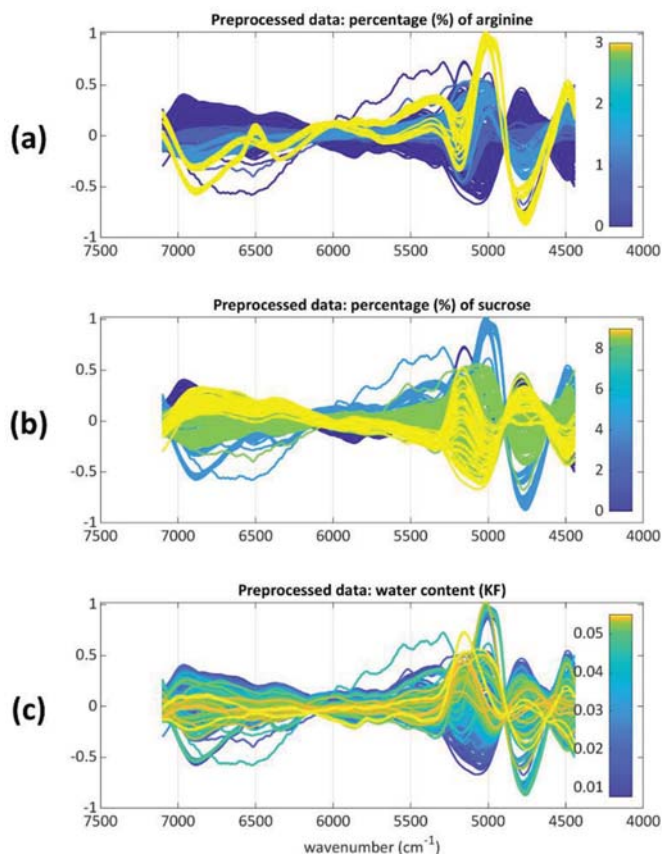 Preprocessed data: percentage (%) of arginine
(a)
1
0.5
0
-0.5
-1
7500 7000 6500 6000 5500 5000 4500 4000
3
2
1
0
Preprocessed data: percentage (%) of sucrose
(b)
1
0.5
0
-0.5
-1
7500 7000 6500 6000 5500 5000 4500 4000
8
6
4
2
0
Preprocessed data: water content (KF)
(c)
1
0.5
0
-0.5
-1
7500 7000 6500 6000 5500 5000 4500 4000
0.05
0.04
0.03
0.02
0.01
wavenumber (cm⁻¹)